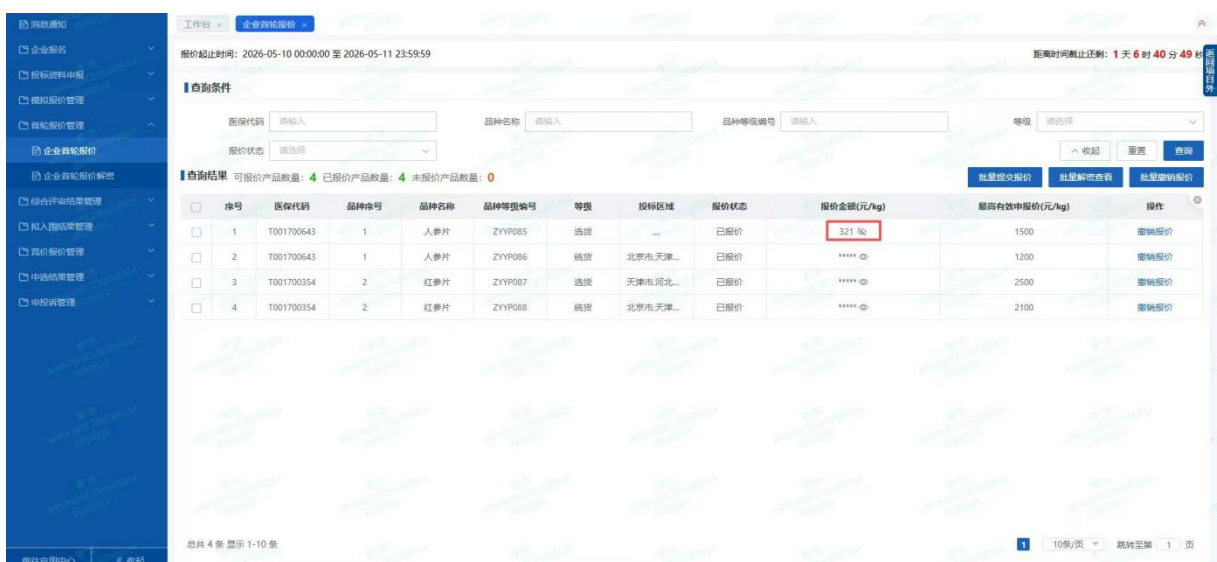 消息通知
企业报名
投标资料申报
模拟报价管理
首轮报价管理
企业首轮报价
企业首轮报价解密
综合评审结果管理
拟入围结果管理
竞价报价管理
中选结果管理
申投诉管理
前往应用中心 收起
工作台 × 企业首轮报价 ×
报价起止时间: 2026-05-10 00:00:00 至 2026-05-11 23:59:59 距离时间截止还剩: 1 天 6 时 40 分 49 秒
返回项目外
查询条件
医保代码 请输入 品种名称 请输入 品种等级编号 请输入 等级 请选择
报价状态 请选择 收起 重置 查询
查询结果 可报价产品数量: 4 已报价产品数量: 4 未报价产品数量: 0 批量提交报价 批量解密查看 批量撤销报价
序号 医保代码 品种序号 品种名称 品种等级编号 等级 投标区域 报价状态 报价金额(元/kg) 最高有效申报价(元/kg) 操作
1 T001700643 1 人参片 ZYYP085 选货 ... 已报价 321 1500 撤销报价
2 T001700643 1 人参片 ZYYP086 统货 北京市,天津... 已报价 ***** 1200 撤销报价
3 T001700354 2 红参片 ZYYP087 选货 天津市,河北... 已报价 ***** 2500 撤销报价
4 T001700354 2 红参片 ZYYP088 统货 北京市,天津... 已报价 ***** 2100 撤销报价
总共 4 条 显示 1-10 条 1 10条/页 跳转至第 1 页